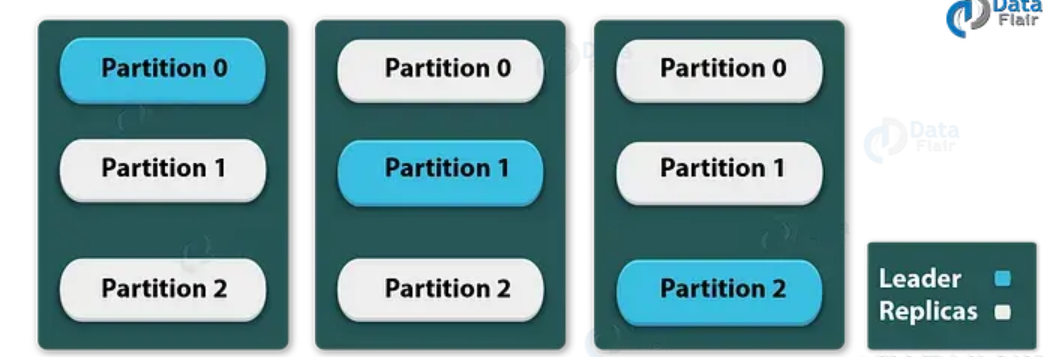 Data
Flair
Partition 0
Partition 0
Partition 0
Partition 1
Partition 1
Partition 1
Data
Flair
Partition 2
Partition 2
Partition 2
Leader
Replicas